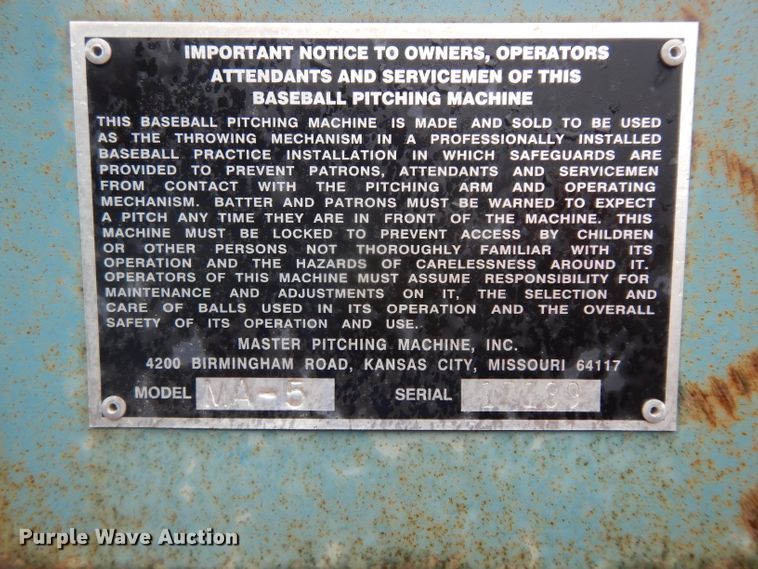 IMPORTANT NOTICE TO OWNERS, OPERATORS
ATTENDANTS AND SERVICEMEN OF THIS
BASEBALL PITCHING MACHINE
THIS BASEBALL PITCHING MACHINE IS MADE AND SOLD TO BE USED
AS THE THROWING MECHANISM IN A PROFESSIONALLY INSTALLED
BASEBALL PRACTICE INSTALLATION IN WHICH SAFEGUARDS ARE
PROVIDED TO PREVENT PATRONS, ATTENDANTS AND SERVICEMEN
FROM CONTACT WITH THE PITCHING ARM AND OPERATING
MECHANISM. BATTER AND PATRONS MUST BE WARNED TO EXPECT
A PITCH ANY TIME THEY ARE IN FRONT OF THE MACHINE. THIS
MACHINE MUST BE LOCKED TO PREVENT ACCESS BY CHILDREN
OR OTHER PERSONS NOT THOROUGHLY FAMILIAR WITH ITS
OPERATION AND THE HAZARDS OF CARELESSNESS AROUND IT.
OPERATORS OF THIS MACHINE MUST ASSUME RESPONSIBILITY FOR
MAINTENANCE AND ADJUSTMENTS ON IT, THE SELECTION AND
CARE OF BALLS USED IN ITS OPERATION AND THE OVERALL
SAFETY OF ITS OPERATION AND USE.
MASTER PITCHING MACHINE, INC.
4200 BIRMINGHAM ROAD, KANSAS CITY, MISSOURI 64117
MODEL MA-5 SERIAL
Purple Wave Auction